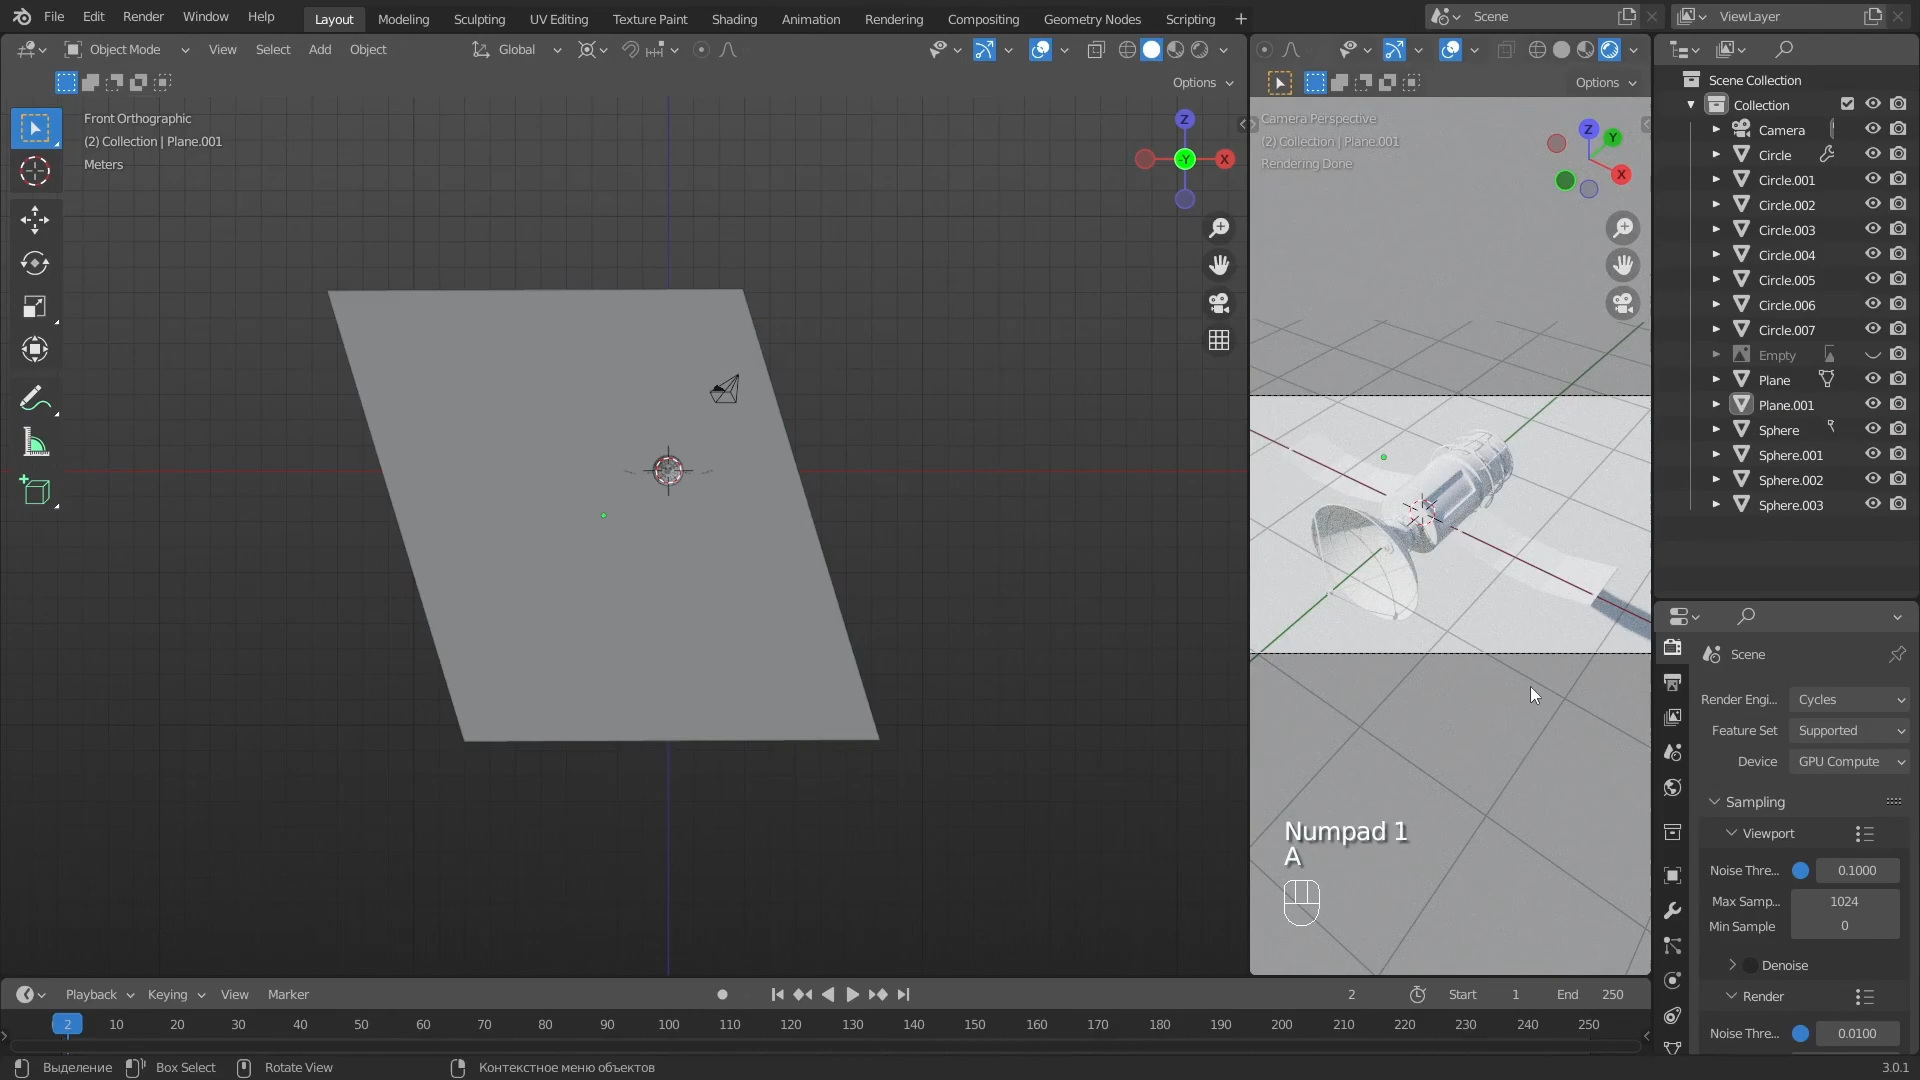 File Edit Render Window Help Layout Modeling Sculpting UV Editing Texture Paint Shading Animation Rendering Compositing Geometry Nodes Scripting + Scene ViewLayer
Object Mode View Select Add Object Global
Options
Options
Front Orthographic
(2) Collection | Plane.001
Meters
Z
-Y
X
Camera Perspective
(2) Collection | Plane.001
Rendering Done
Z
Y
X
Numpad 1
A
Scene Collection
Collection
Camera
Circle
Circle.001
Circle.002
Circle.003
Circle.004
Circle.005
Circle.006
Circle.007
Empty
Plane
Plane.001
Sphere
Sphere.001
Sphere.002
Sphere.003
Scene
Render Engi... Cycles
Feature Set Supported
Device GPU Compute
Sampling
Viewport
Noise Thre... 0.1000
Max Samp... 1024
Min Sample 0
Denoise
Render
Noise Thre... 0.0100
Playback Keying View Marker 2 Start 1 End 250
2 10 20 30 40 50 60 70 80 90 100 110 120 130 140 150 160 170 180 190 200 210 220 230 240 250
Выделение Box Select Rotate View Контекстное меню объектов 3.0.1